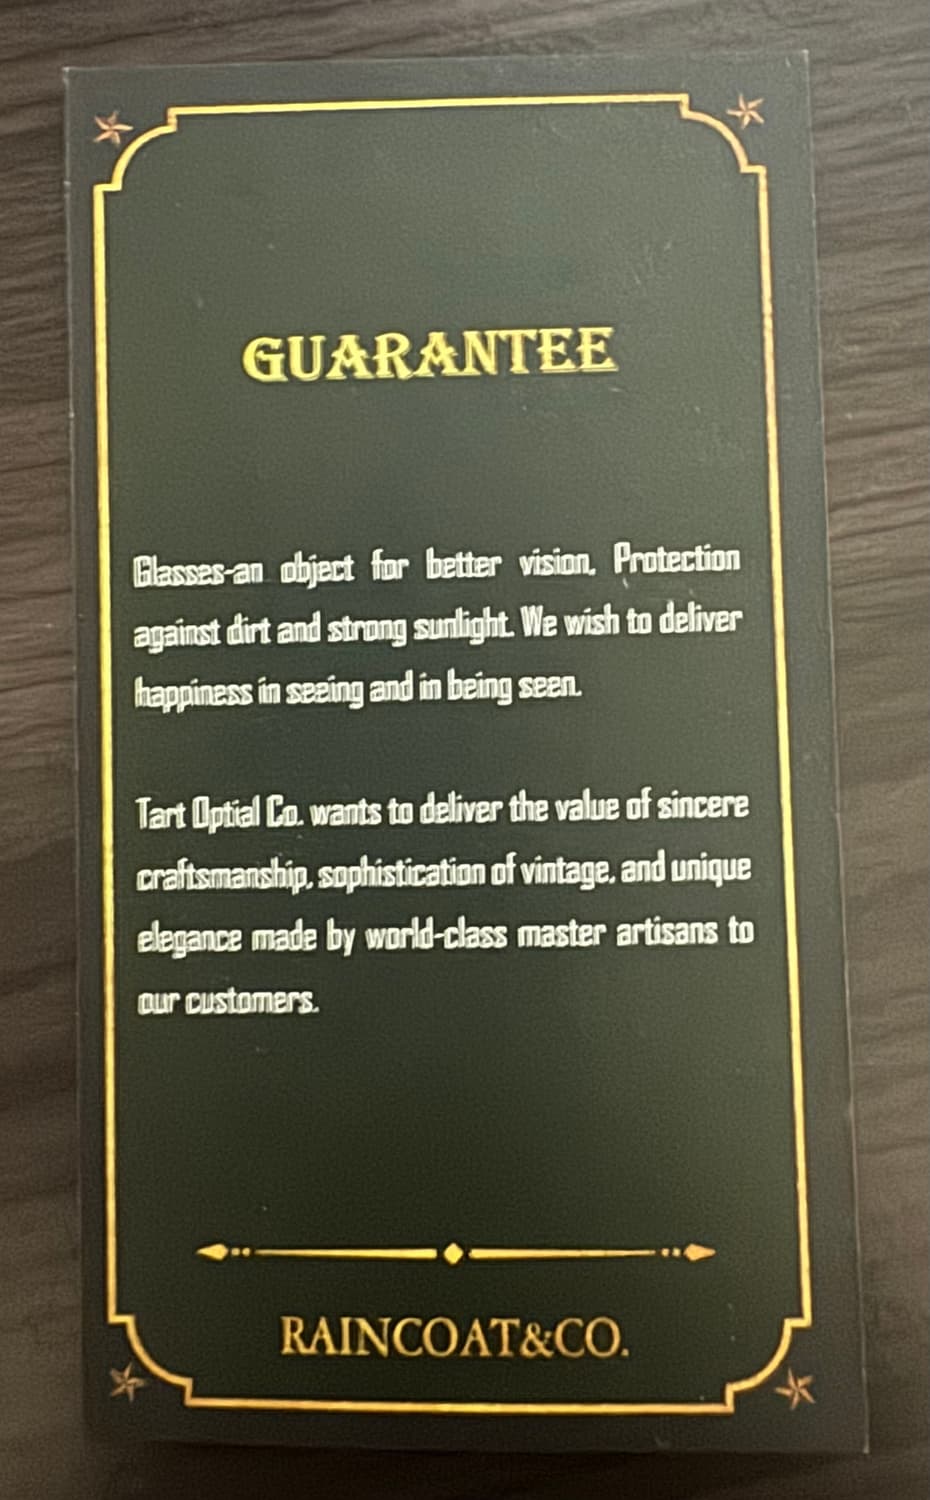 GUARANTEE
Glasses-an object for better vision. Protection
against dirt and strong sunlight. We wish to deliver
happiness in seeing and in being seen.
Tart Optial Co. wants to deliver the value of sincere
craftsmanship, sophistication of vintage, and unique
elegance made by world-class master artisans to
our customers.
RAINCOAT&CO.